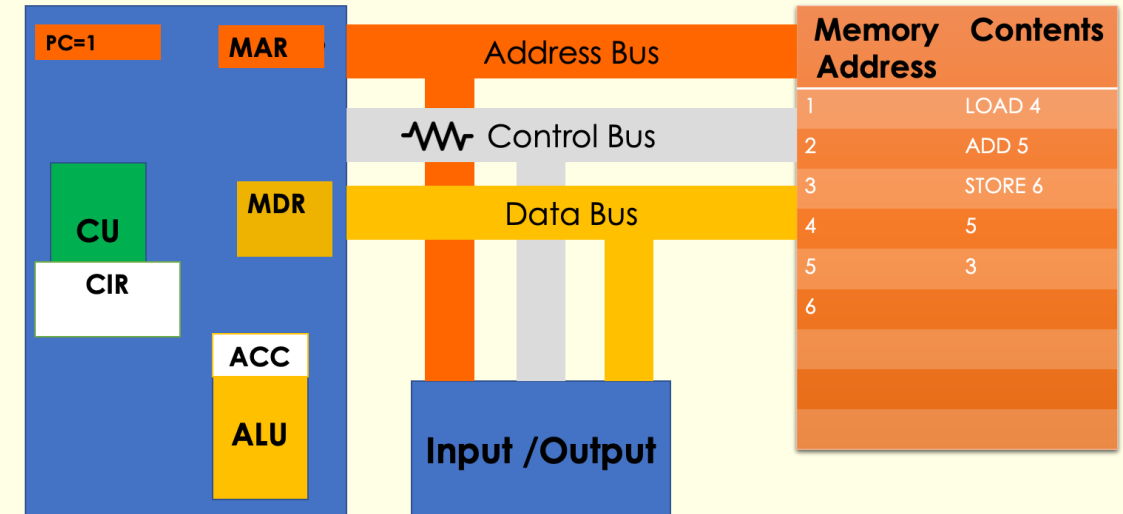 PC=1
MAR
Address Bus
Control Bus
Data Bus
MDR
CU
CIR
ACC
ALU
Input /Output
Memory Contents
Address
1 LOAD 4
2 ADD 5
3 STORE 6
4 5
5 3
6